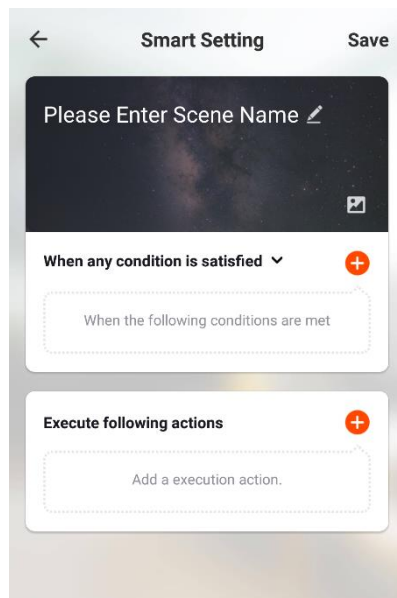 Smart Setting Save
Please Enter Scene Name
When any condition is satisfied
When the following conditions are met
Execute following actions
Add a execution action.